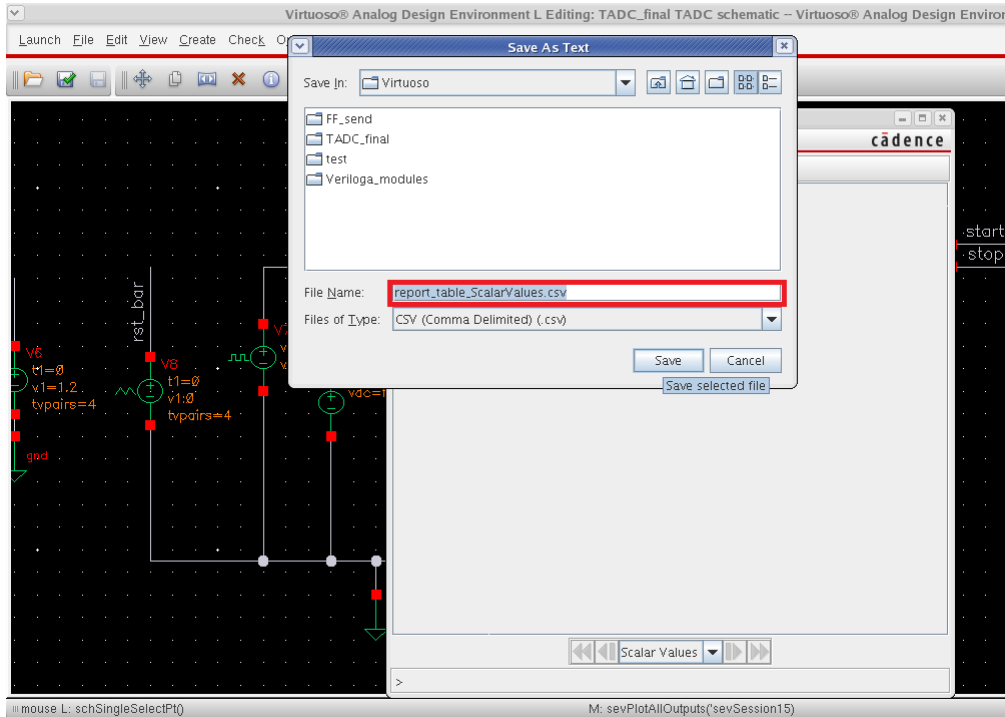 Virtuoso® Analog Design Environment L Editing: TADC_final TADC schematic -- Virtuoso® Analog Design Environ
Launch File Edit View Create Check O
Save As Text
Save In: Virtuoso
FF_send
TADC_final
test
Veriloga_modules
File Name: report_table_ScalarValues.csv
Files of Type: CSV (Comma Delimited) (.csv)
Save Cancel
Save selected file
cādence
start
stop
rst_bar
V6
t1=0
v1=1.2
tvpairs=4
gnd
V8
t1=0
v1:0
tvpairs=4
Scalar Values
>
mouse L: schSingleSelectPt()
M: sevPlotAllOutputs('sevSession15)